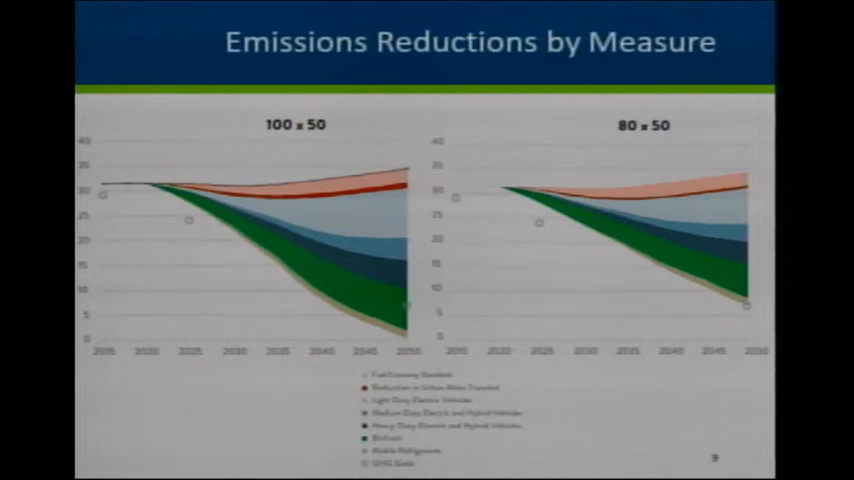 Emissions Reductions by Measure
100 x 50
80 x 50
40
35
30
25
20
15
10
5
0
2015 2020 2025 2030 2035 2040 2045 2050
40
35
30
25
20
15
10
5
0
2015 2020 2025 2030 2035 2040 2045 2050
Fuel Economy Standards
Reduction in Urban Miles Traveled
Light Duty Electric Vehicles
Medium Duty Electric and Hybrid Vehicles
Heavy Duty Electric and Hybrid Vehicles
Biofuels
Mobile Refrigerants
GHG Goals
9